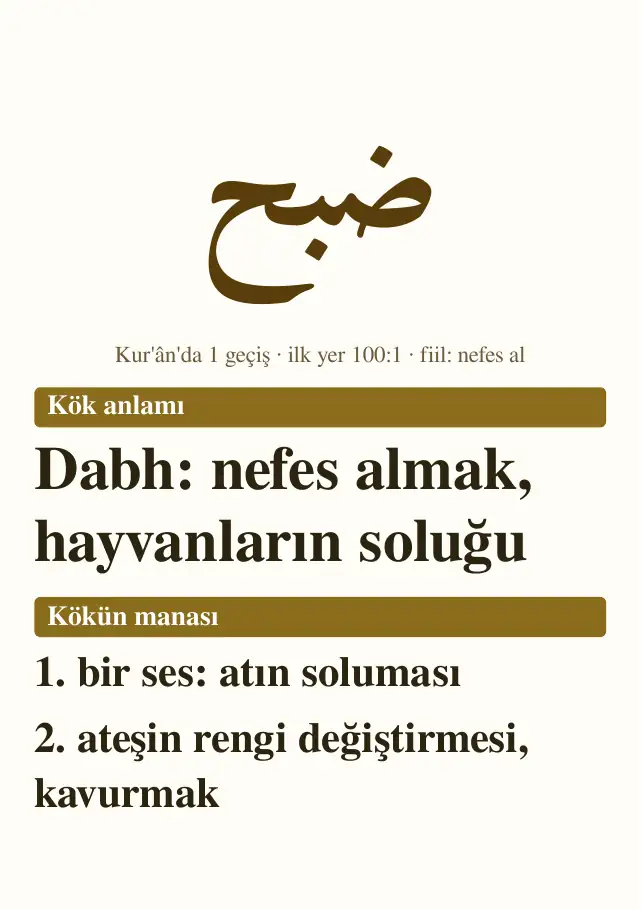 ضبح
Kur'ân'da 1 geçiş · ilk yer 100:1 · fiil: nefes al
Kök anlamı
Dabh: nefes almak,
hayvanların soluğu
Kökün manası
1. bir ses: atın soluması
2. ateşin rengi değiştirmesi,
kavurmak